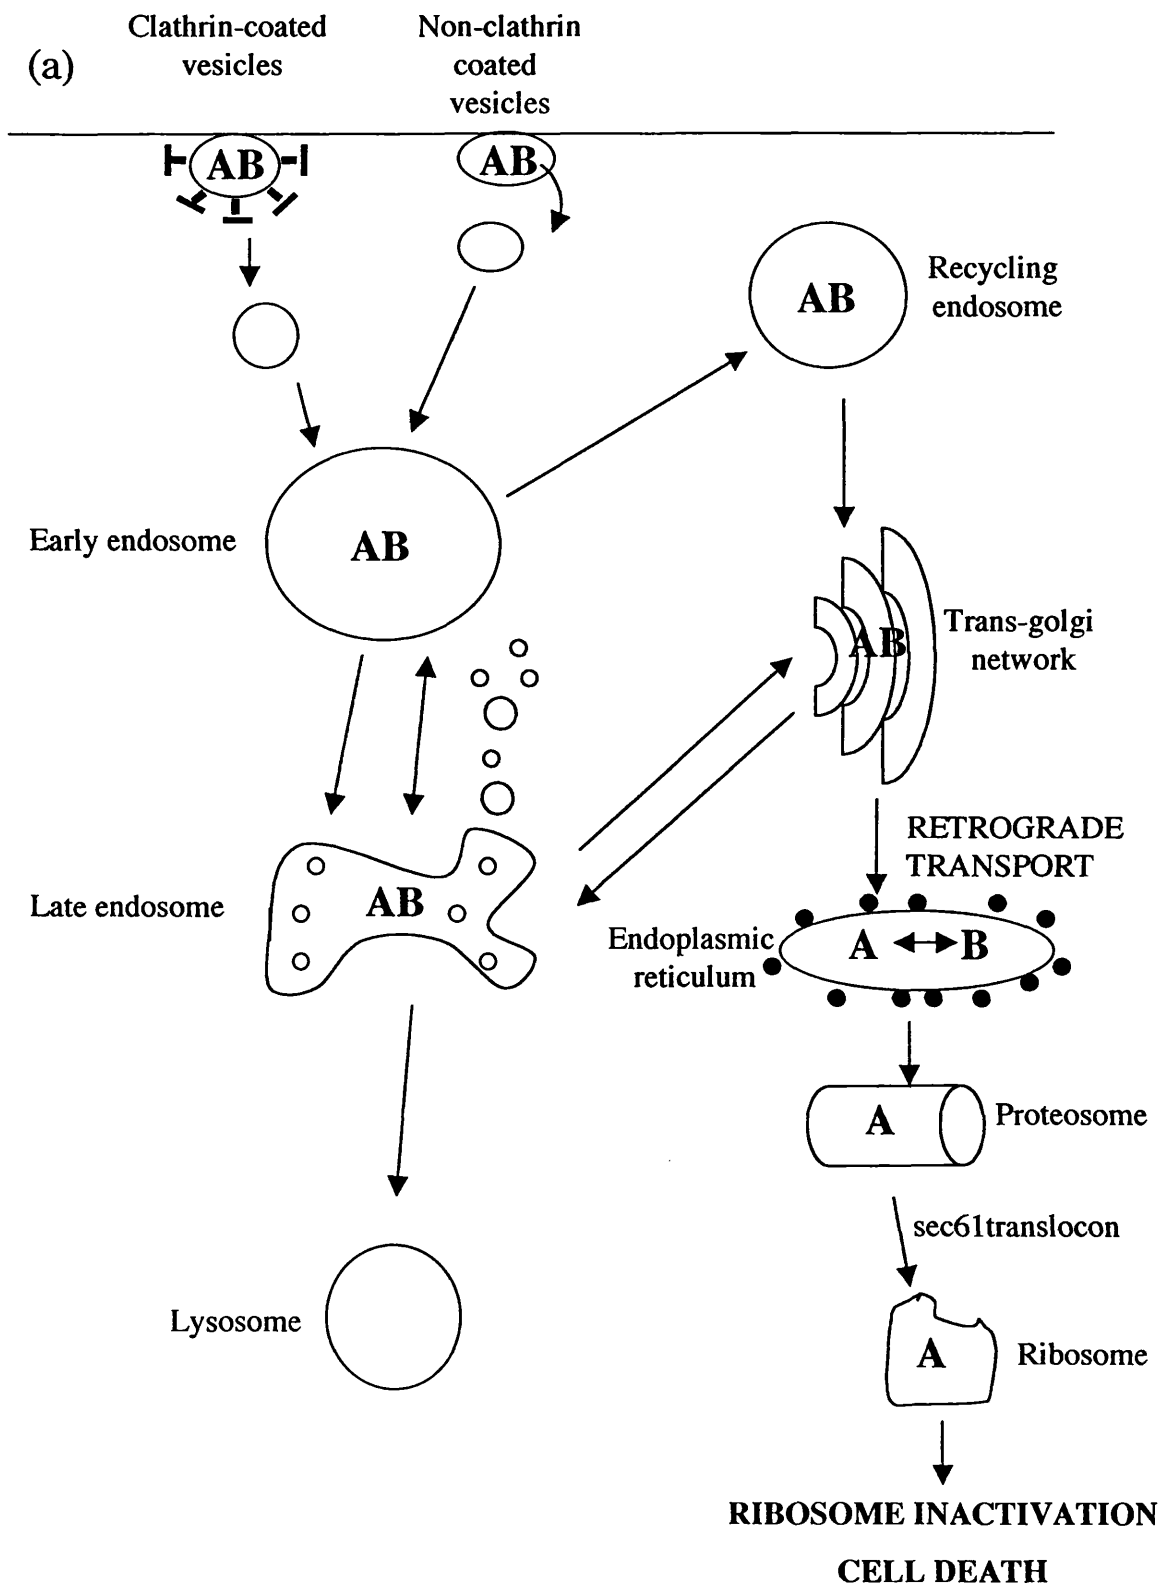 (a)
Clathrin-coated
vesicles
Non-clathrin
coated
vesicles
AB
AB
AB
Recycling
endosome
Early endosome
AB
AB
Trans-golgi
network
RETROGRADE
TRANSPORT
Late endosome
AB
Endoplasmic
reticulum
A
B
A
Proteosome
sec61translocon
Lysosome
A
Ribosome
RIBOSOME INACTIVATION
CELL DEATH